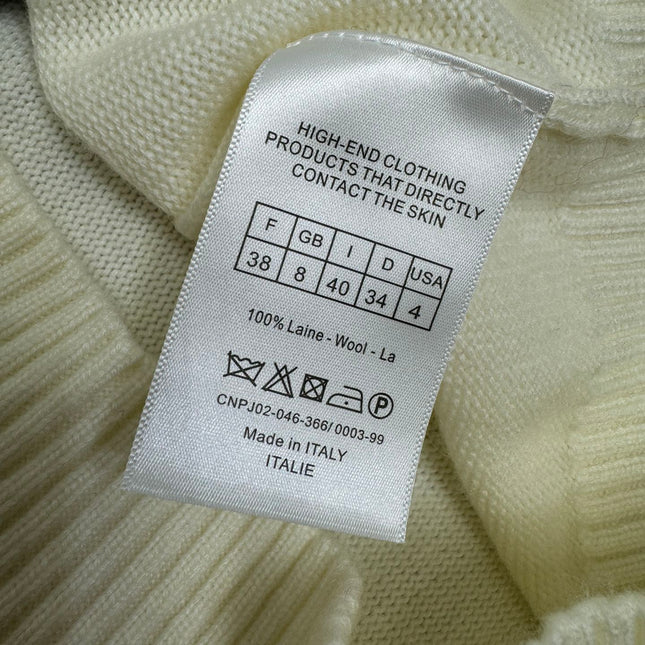 HIGH-END CLOTHING
PRODUCTS THAT DIRECTLY
CONTACT THE SKIN
F GB I D USA
38 8 40 34 4
100% Laine - Wool - La
P
CNPJ02-046-366/0003-99
Made in ITALY
ITALIE